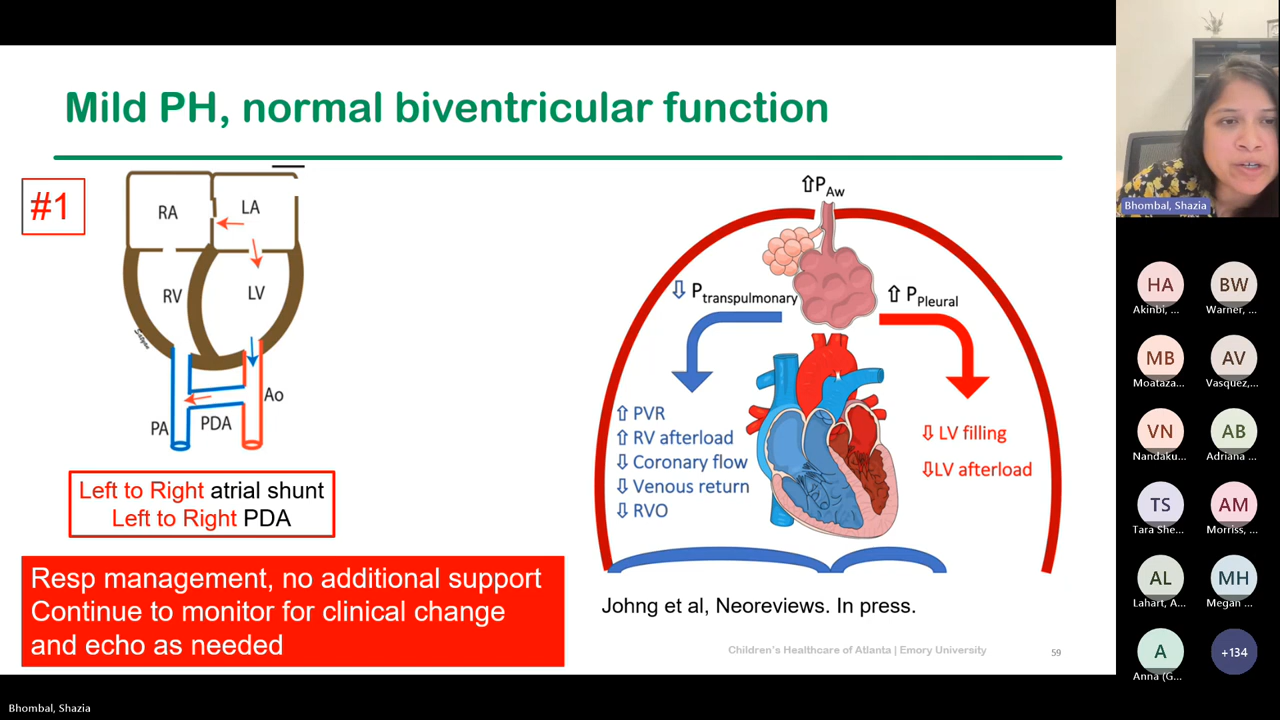 Mild PH, normal biventricular function
#1
RA
LA
RV
LV
Ao
PA
PDA
Left to Right atrial shunt
Left to Right PDA
Resp management, no additional support
Continue to monitor for clinical change
and echo as needed
⇧PAw
⇩ Ptranspulmonary
⇧ PPleural
⇧ PVR
⇧ RV afterload
⇩ Coronary flow
⇩ Venous return
⇩ RVO
⇩ LV filling
⇩LV afterload
Johng et al, Neoreviews. In press.
Children's Healthcare of Atlanta | Emory University
59
Bhombal, Shazia
HA
BW
Akinbi, ...
Warner, ...
MB
AV
Moataza...
Vasquez,...
VN
AB
Nandaku...
Adriana ...
TS
AM
Tara She...
Morriss, ...
AL
MH
Lahart, A...
Megan ...
A
+134
Anna (G...
Bhombal, Shazia